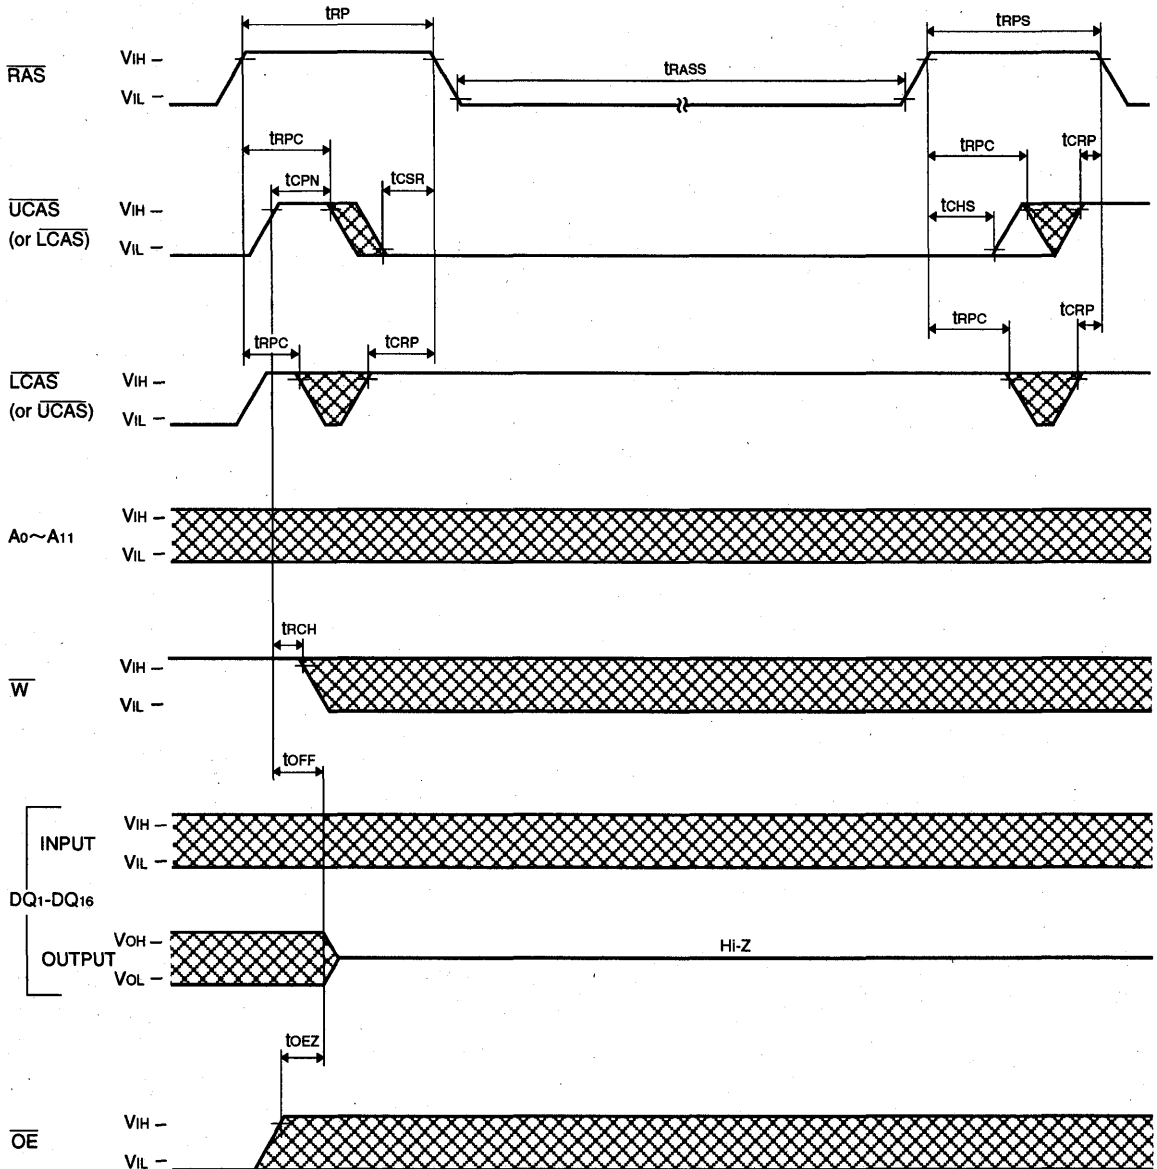 tRP
tRPS
RAS
VIH
VIL
tRASS
tRPC
tCPN
tCSR
tRPC
tCRP
tCHS
UCAS
(or LCAS)
VIH
VIL
tRPC
tCRP
tRPC
tCRP
LCAS
(or UCAS)
VIH
VIL
A0~A11
VIH
VIL
tRCH
W
VIH
VIL
tOFF
INPUT
VIH
VIL
DQ1-DQ16
OUTPUT
VOH
VOL
Hi-Z
tOEZ
OE
VIH
VIL